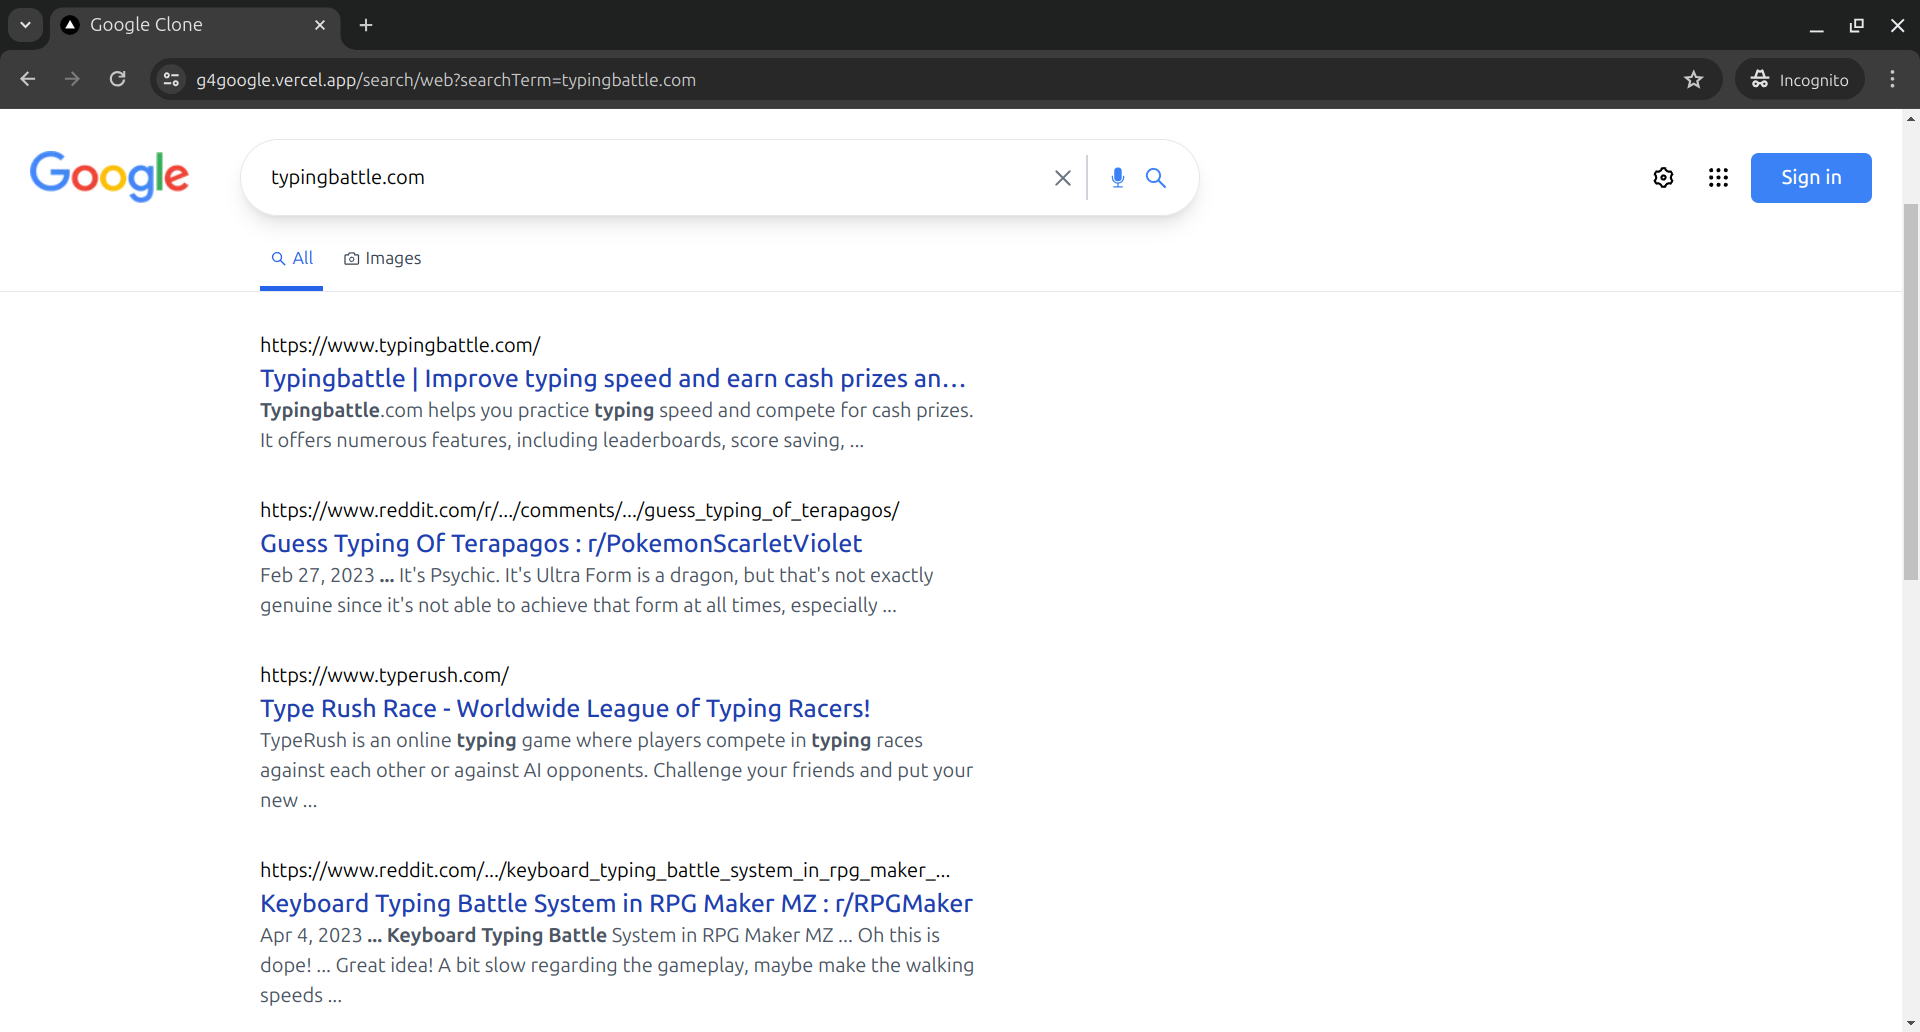 Google Clone
g4google.vercel.app/search/web?searchTerm=typingbattle.com
Incognito
Google
typingbattle.com
Sign in
All
Images
https://www.typingbattle.com/
Typingbattle | Improve typing speed and earn cash prizes an...
Typingbattle.com helps you practice typing speed and compete for cash prizes.
It offers numerous features, including leaderboards, score saving, ...
https://www.reddit.com/r/.../comments/.../guess_typing_of_terapagos/
Guess Typing Of Terapagos : r/PokemonScarletViolet
Feb 27, 2023 ... It's Psychic. It's Ultra Form is a dragon, but that's not exactly
genuine since it's not able to achieve that form at all times, especially ...
https://www.typerush.com/
Type Rush Race - Worldwide League of Typing Racers!
TypeRush is an online typing game where players compete in typing races
against each other or against AI opponents. Challenge your friends and put your
new ...
https://www.reddit.com/.../keyboard_typing_battle_system_in_rpg_maker_...
Keyboard Typing Battle System in RPG Maker MZ : r/RPGMaker
Apr 4, 2023 ... Keyboard Typing Battle System in RPG Maker MZ ... Oh this is
dope! ... Great idea! A bit slow regarding the gameplay, maybe make the walking
speeds ...